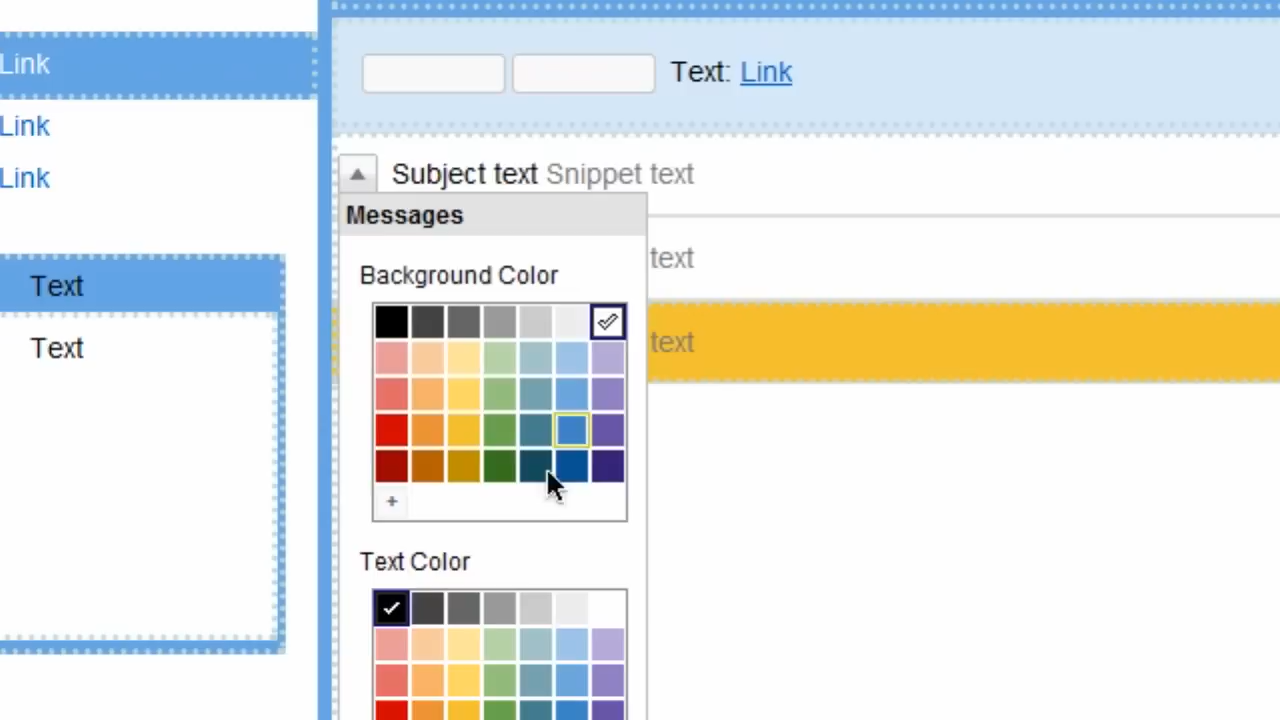 Link
Link
Link
Text
Text
Text: Link
Subject text Snippet text
Messages
text
Background Color
text
+
Text Color